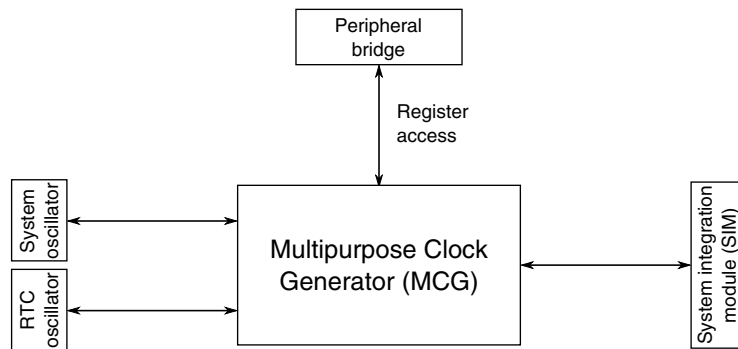 Peripheral
bridge
Register
access
System
oscillator
Multipurpose Clock
Generator (MCG)
RTC
oscillator
System integration
module (SIM)